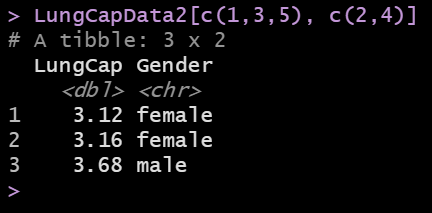 > LungCapData2[c(1,3,5), c(2,4)]
# A tibble: 3 x 2
  LungCap Gender
    <dbl> <chr>
1    3.12 female
2    3.16 female
3    3.68 male
>